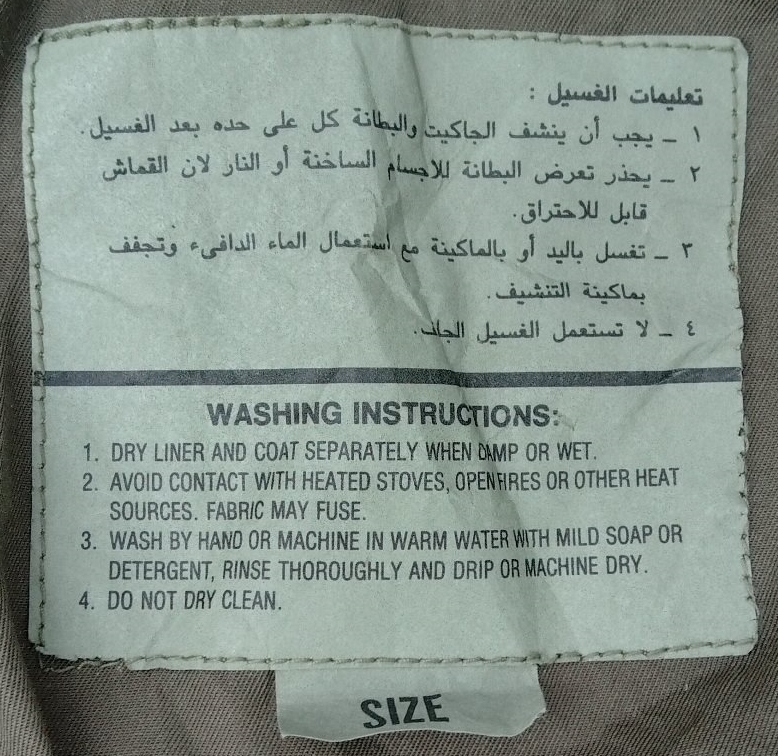 تعليمات الغسيل :
١ - يجب أن ينشف الجاكيت والبطانة كل على حده بعد الغسيل.
٢ - يحذر تعرض البطانة للاجسام الساخنة أو النار لان القماش
قابل للاحتراق.
٣ - تغسل باليد أو بالماكينة مع استعمال الماء الدافىء وتجفف
بماكينة التنشيف.
٤ - لا تستعمل الغسيل الجاف.
WASHING INSTRUCTIONS:
1. DRY LINER AND COAT SEPARATELY WHEN DAMP OR WET.
2. AVOID CONTACT WITH HEATED STOVES, OPEN FIRES OR OTHER HEAT
SOURCES. FABRIC MAY FUSE.
3. WASH BY HAND OR MACHINE IN WARM WATER WITH MILD SOAP OR
DETERGENT, RINSE THOROUGHLY AND DRIP OR MACHINE DRY.
4. DO NOT DRY CLEAN.
SIZE